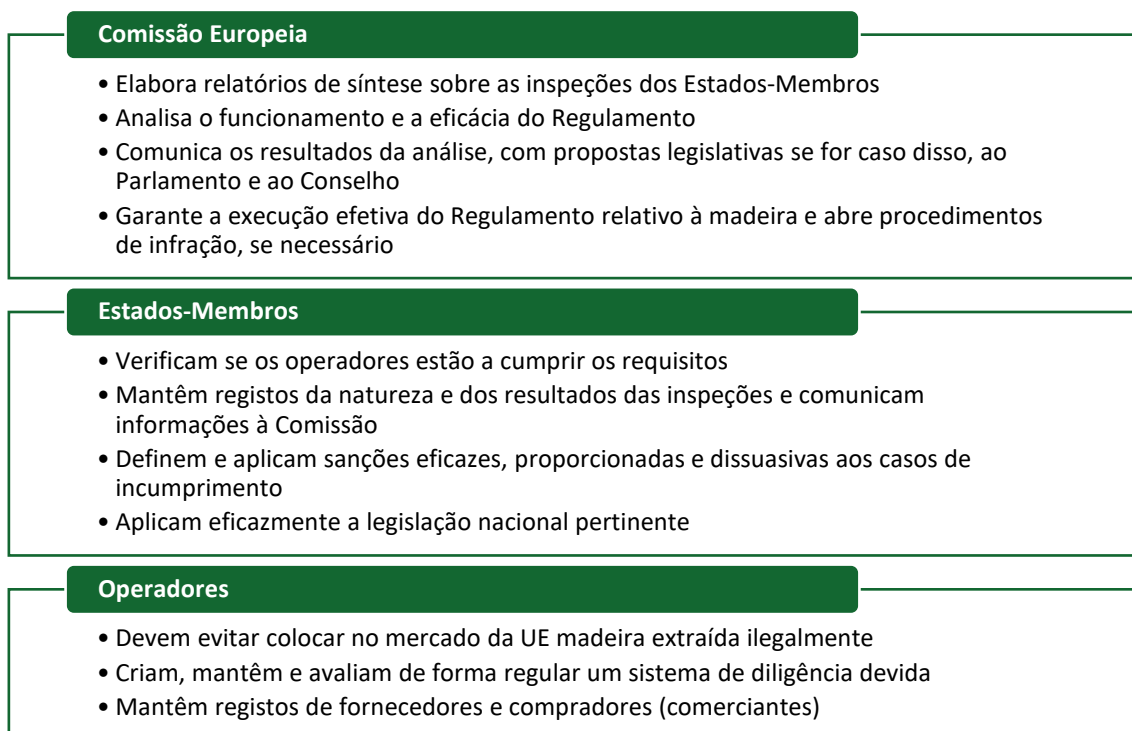 Comissão Europeia
• Elabora relatórios de síntese sobre as inspeções dos Estados-Membros
• Analisa o funcionamento e a eficácia do Regulamento
• Comunica os resultados da análise, com propostas legislativas se for caso disso, ao
Parlamento e ao Conselho
• Garante a execução efetiva do Regulamento relativo à madeira e abre procedimentos
de infração, se necessário
Estados-Membros
• Verificam se os operadores estão a cumprir os requisitos
• Mantêm registos da natureza e dos resultados das inspeções e comunicam
informações à Comissão
• Definem e aplicam sanções eficazes, proporcionadas e dissuasivas aos casos de
incumprimento
• Aplicam eficazmente a legislação nacional pertinente
Operadores
• Devem evitar colocar no mercado da UE madeira extraída ilegalmente
• Criam, mantêm e avaliam de forma regular um sistema de diligência devida
• Mantêm registos de fornecedores e compradores (comerciantes)